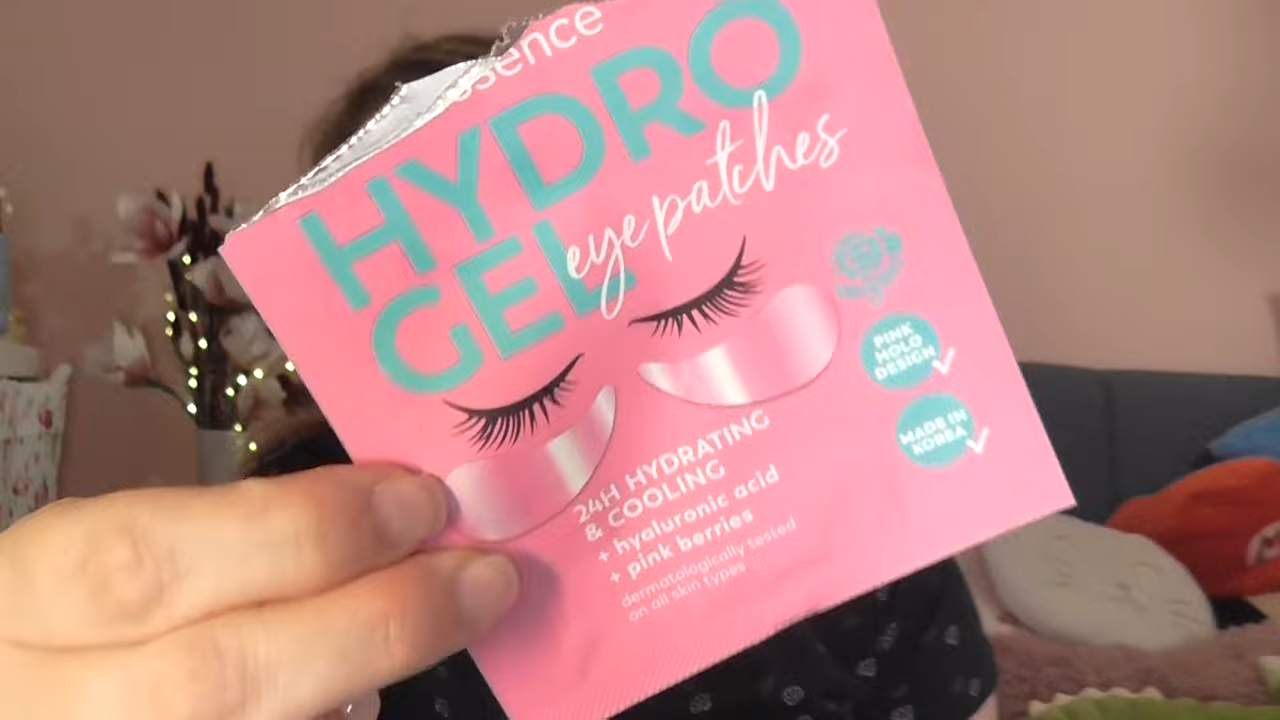 essence
HYDRO
GEL
eye patches
PINK
HOLO
DESIGN
MADE IN
KOREA
24H HYDRATING
& COOLING
+ hyaluronic acid
+ pink berries
dermatologically tested
on all skin types